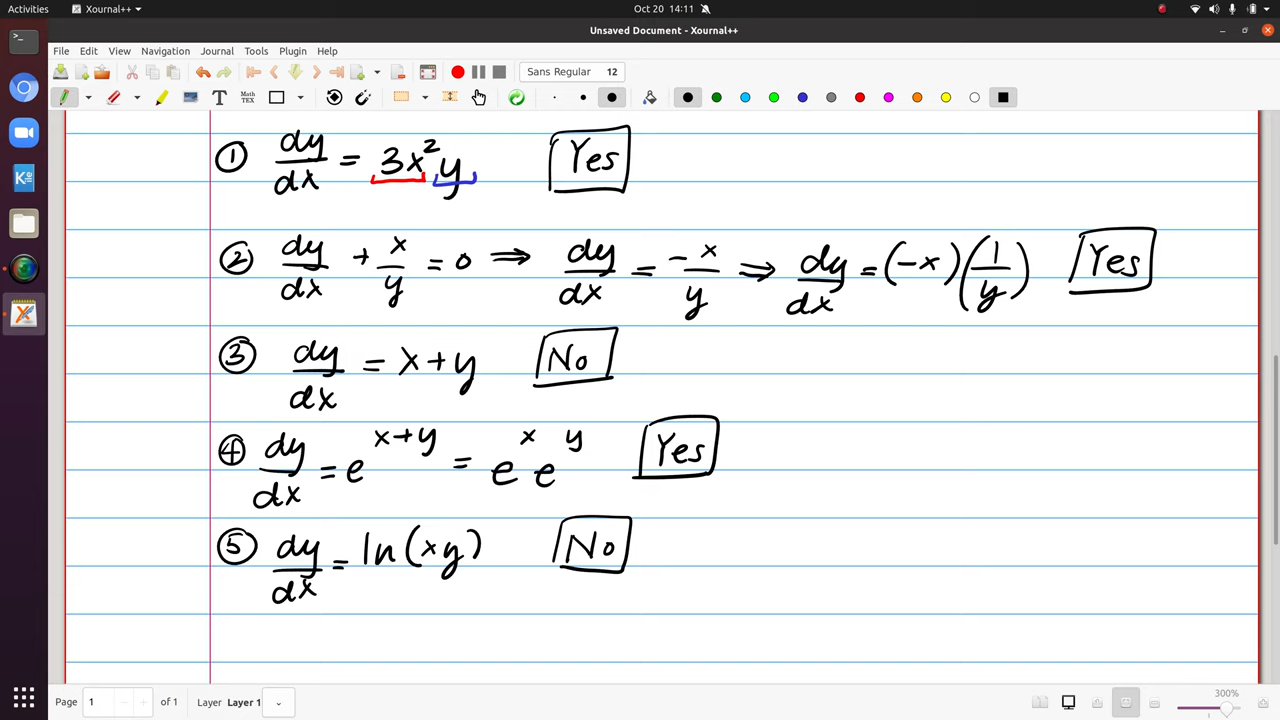 Activities Xournal++ Oct 20 14:11
Unsaved Document - Xournal++
File Edit View Navigation Journal Tools Plugin Help
Math TEX T Sans Regular 12
① dy/dx = 3x²y Yes
② dy/dx + x/y = 0 ⇒ dy/dx = -x/y ⇒ dy/dx = (-x)(1/y) Yes
③ dy/dx = x+y No
④ dy/dx = e^(x+y) = e^x e^y Yes
⑤ dy/dx = ln(xy) No
Page 1 of 1 Layer Layer 1 300%